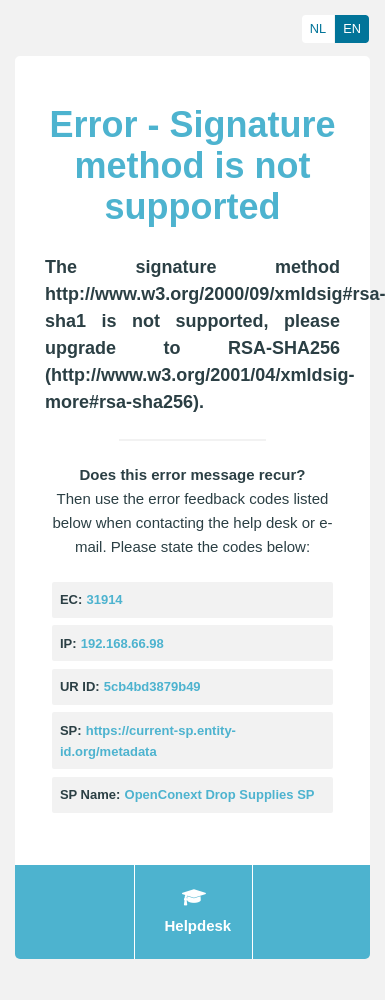 NL EN
Error - Signature
method is not
supported
The signature method
http://www.w3.org/2000/09/xmldsig#rsa-
sha1 is not supported, please
upgrade to RSA-SHA256
(http://www.w3.org/2001/04/xmldsig-
more#rsa-sha256).
Does this error message recur?
Then use the error feedback codes listed
below when contacting the help desk or e-
mail. Please state the codes below:
EC: 31914
IP: 192.168.66.98
UR ID: 5cb4bd3879b49
SP: https://current-sp.entity-
id.org/metadata
SP Name: OpenConext Drop Supplies SP
Helpdesk